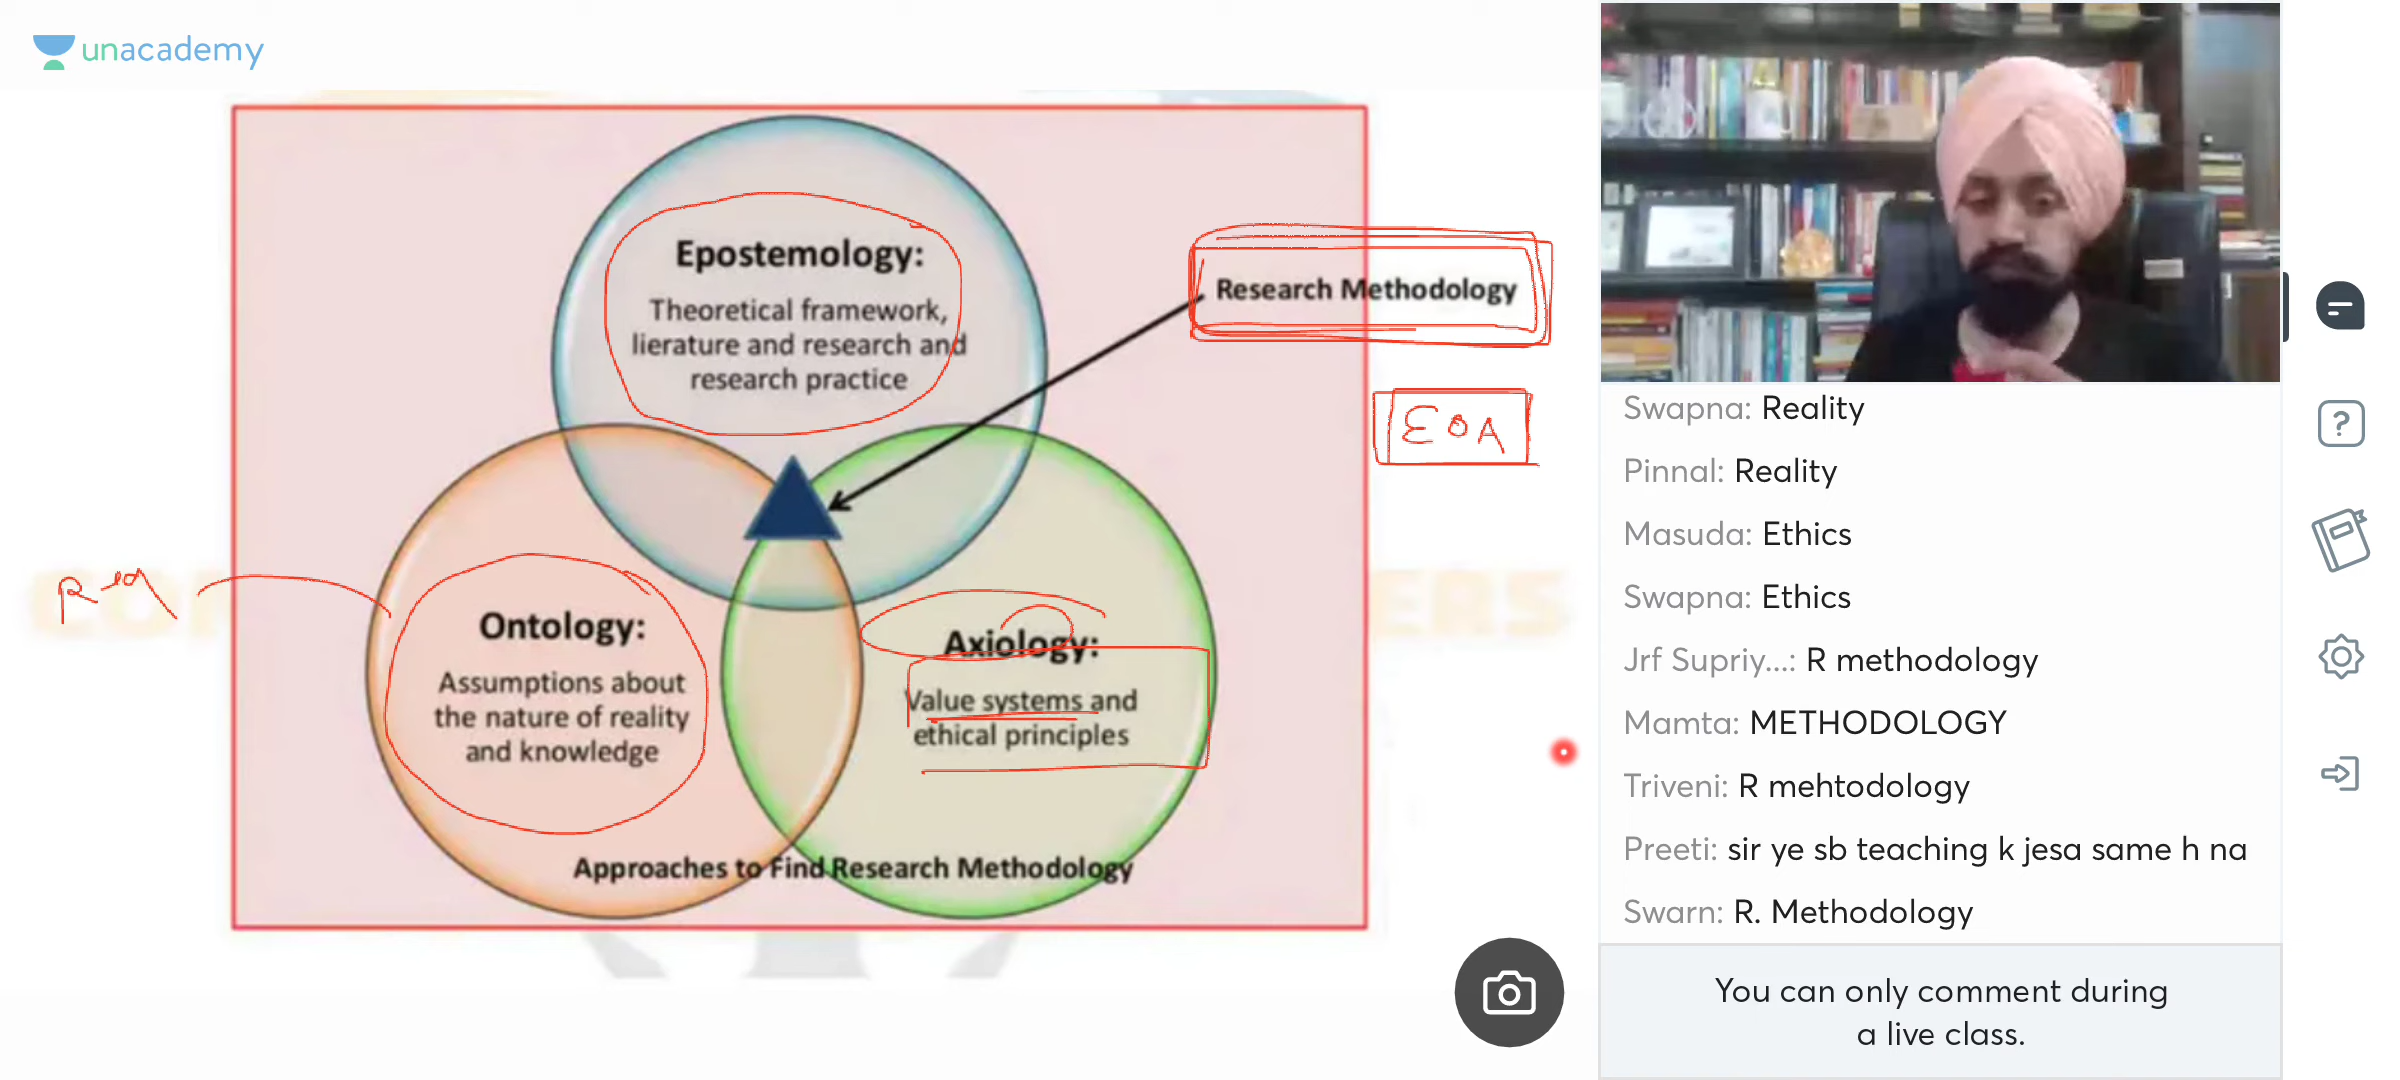 unacademy
Epostemology:
Theoretical framework,
lierature and research and
research practice
Research Methodology
EOA
Ontology:
Assumptions about
the nature of reality
and knowledge
Axiology:
Value systems and
ethical principles
Approaches to Find Research Methodology
ERS
Swapna: Reality
Pinnal: Reality
Masuda: Ethics
Swapna: Ethics
Jrf Supriy...: R methodology
Mamta: METHODOLOGY
Triveni: R mehtodology
Preeti: sir ye sb teaching k jesa same h na
Swarn: R. Methodology
You can only comment during
a live class.